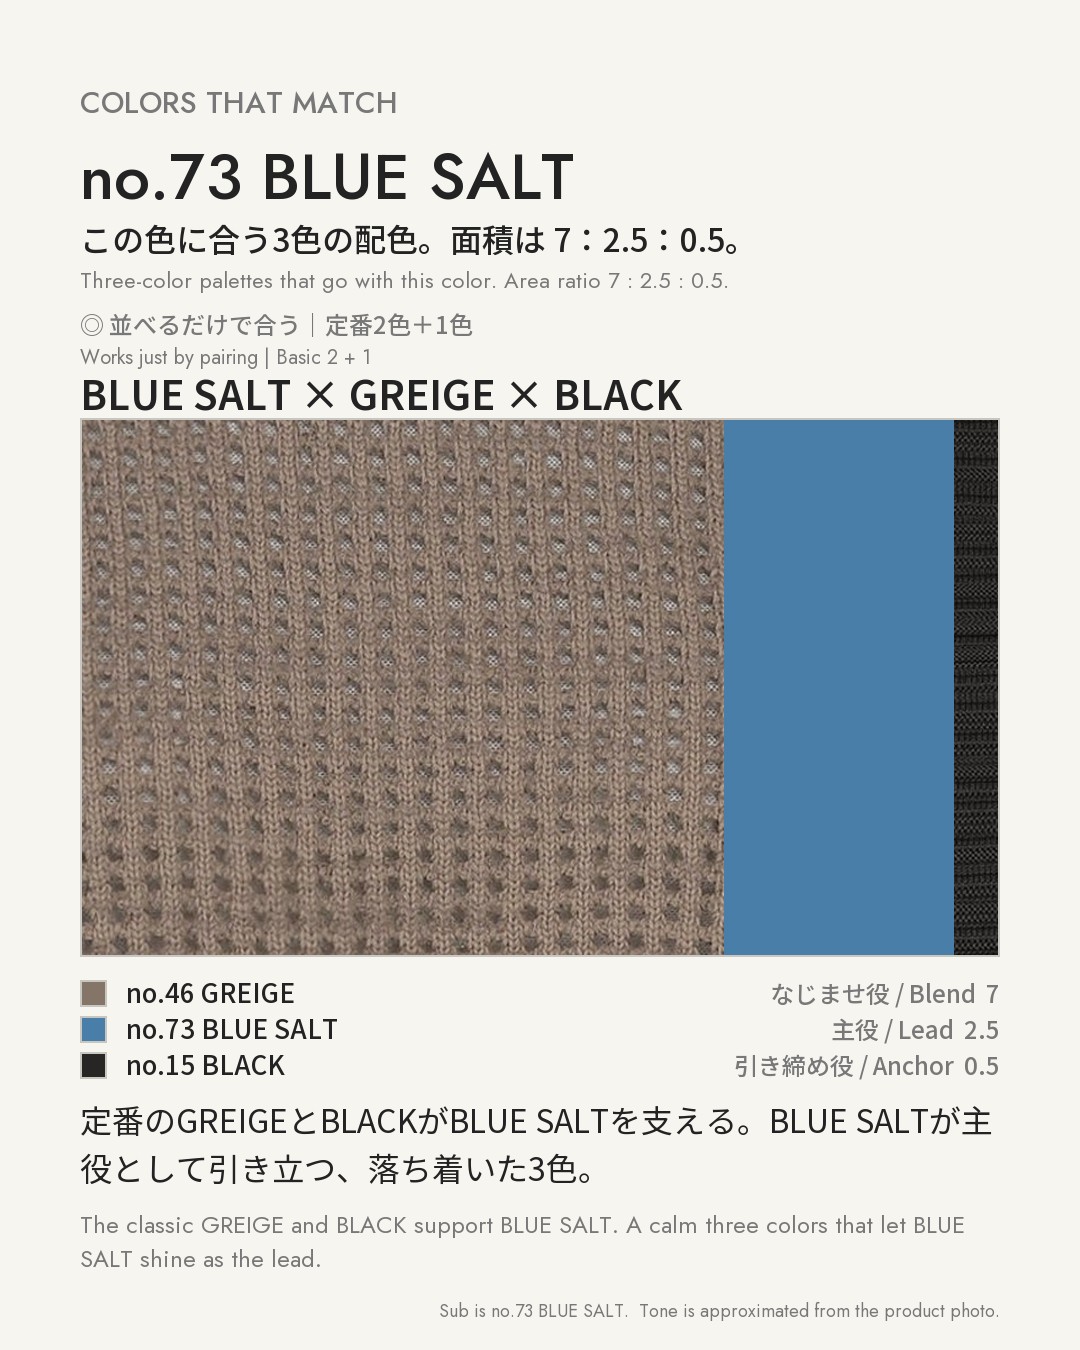 COLORS THAT MATCH
no.73 BLUE SALT
この色に合う3色の配色。面積は 7：2.5：0.5。
Three-color palettes that go with this color. Area ratio 7 : 2.5 : 0.5.
◎ 並べるだけで合う｜定番2色＋1色
Works just by pairing | Basic 2 + 1
BLUE SALT × GREIGE × BLACK
no.46 GREIGE なじませ役 / Blend 7
no.73 BLUE SALT 主役 / Lead 2.5
no.15 BLACK 引き締め役 / Anchor 0.5
定番のGREIGEとBLACKがBLUE SALTを支える。BLUE SALTが主
役として引き立つ、落ち着いた3色。
The classic GREIGE and BLACK support BLUE SALT. A calm three colors that let BLUE
SALT shine as the lead.
Sub is no.73 BLUE SALT. Tone is approximated from the product photo.